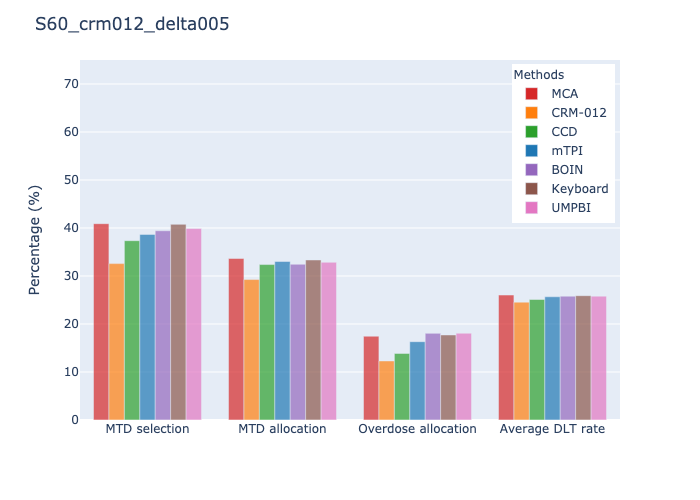 S60_crm012_delta005
Methods
MCA
CRM-012
CCD
mTPI
BOIN
Keyboard
UMPBI
Percentage (%)
70
60
50
40
30
20
10
0
MTD selection
MTD allocation
Overdose allocation
Average DLT rate